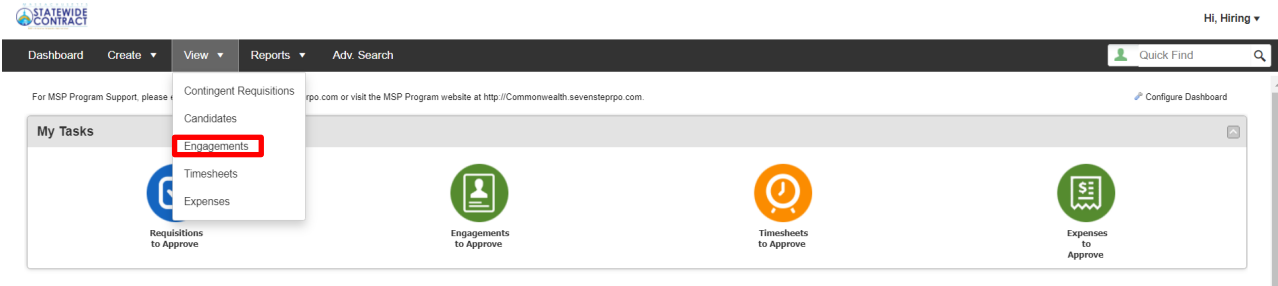 STATEWIDE
CONTRACT
Hi, Hiring ▾
Dashboard Create ▾ View ▾ Reports ▾ Adv. Search Quick Find
For MSP Program Support, please rpo.com or visit the MSP Program website at http://Commonwealth.sevensteprpo.com. Configure Dashboard
Contingent Requisitions
Candidates
Engagements
Timesheets
Expenses
My Tasks
Requisitions
to Approve
Engagements
to Approve
Timesheets
to Approve
Expenses
to
Approve